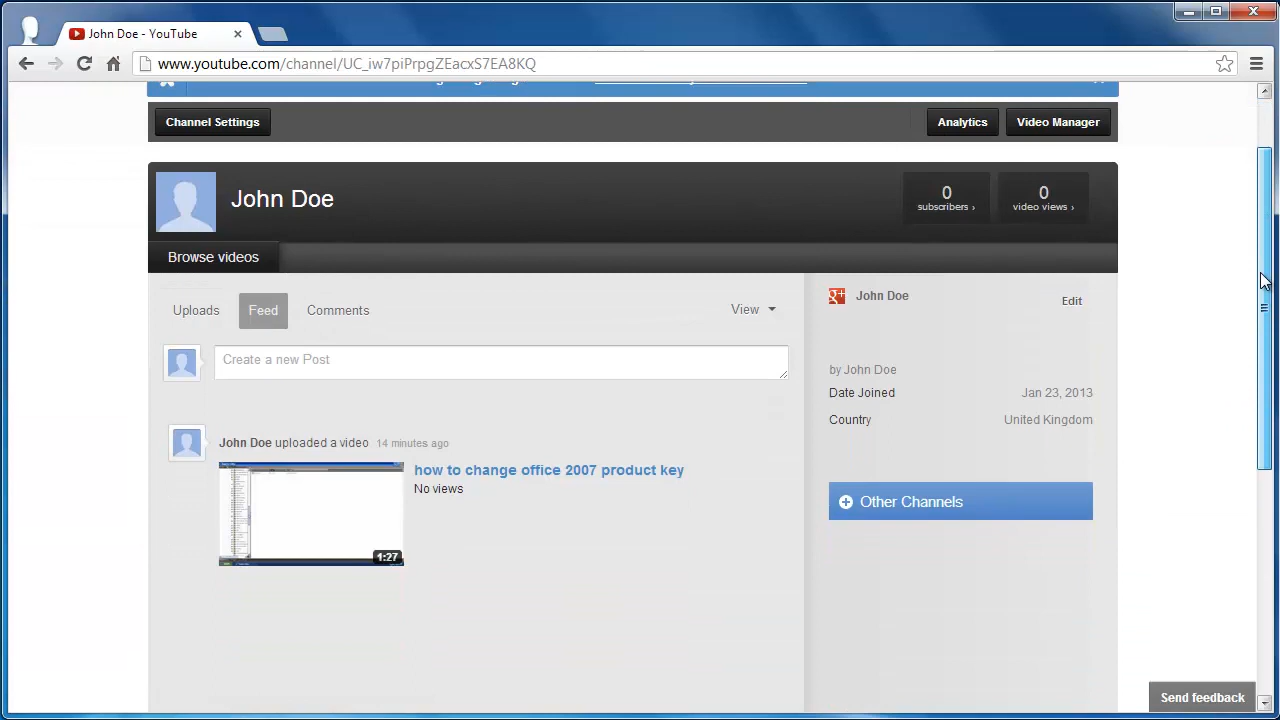 John Doe - YouTube
www.youtube.com/channel/UC_iw7piPrpgZEacxS7EA8KQ
Channel Settings
Analytics
Video Manager
John Doe
0
subscribers ›
0
video views ›
Browse videos
Uploads
Feed
Comments
View
Create a new Post
John Doe uploaded a video 14 minutes ago
how to change office 2007 product key
No views
1:27
John Doe
Edit
by John Doe
Date Joined Jan 23, 2013
Country United Kingdom
Other Channels
Send feedback